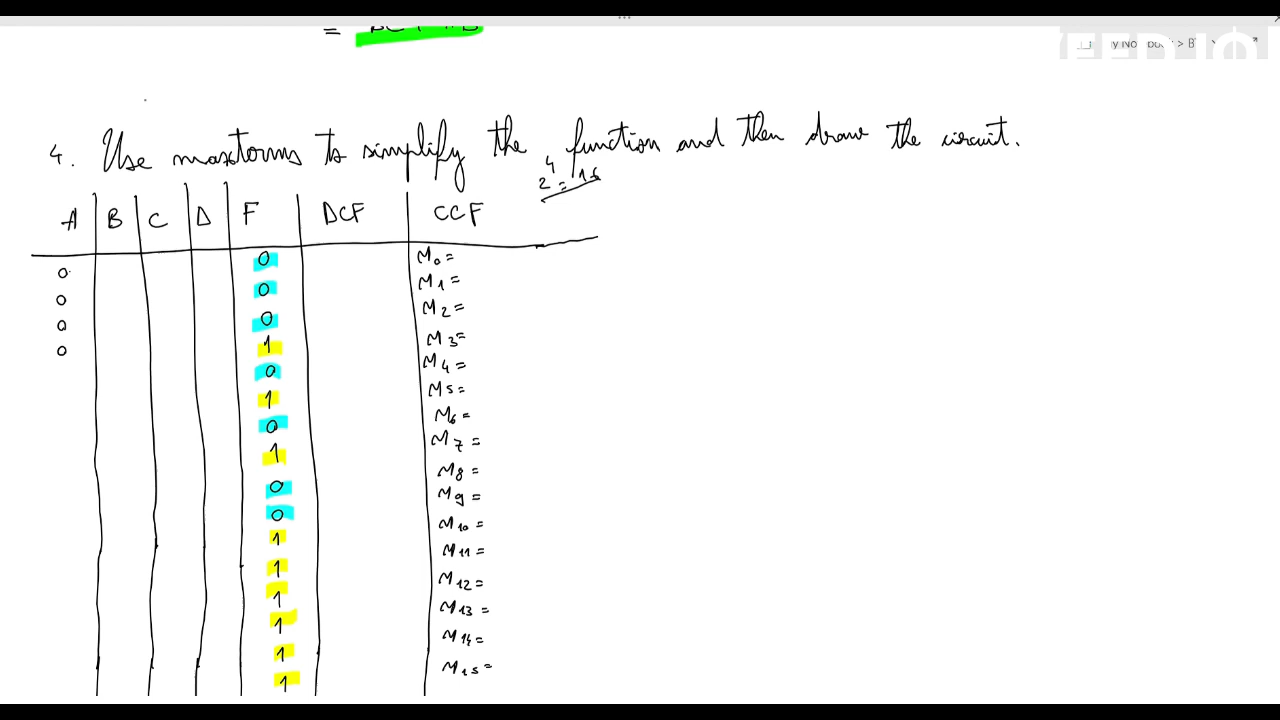 4. Use maxtorms to simplify the function and then draw the circuit.
2⁴ = 16
A B C D F DCF CCF
0 0 M₀ =
0 0 M₁ =
0 0 M₂ =
0 1 M₃ =
0 M₄ =
1 M₅ =
0 M₆ =
1 M₇ =
0 M₈ =
0 M₉ =
1 M₁₀ =
1 M₁₁ =
1 M₁₂ =
1 M₁₃ =
1 M₁₄ =
1 M₁₅ =